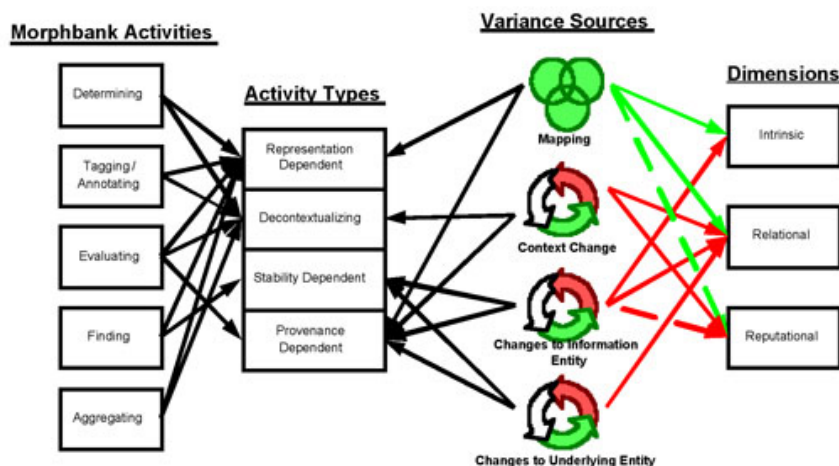 Morphbank Activities
Determining
Tagging /
Annotating
Evaluating
Finding
Aggregating
Activity Types
Representation
Dependent
Decontextualizing
Stability Dependent
Provenance
Dependent
Variance Sources
Mapping
Context Change
Changes to Information
Entity
Changes to Underlying Entity
Dimensions
Intrinsic
Relational
Reputational